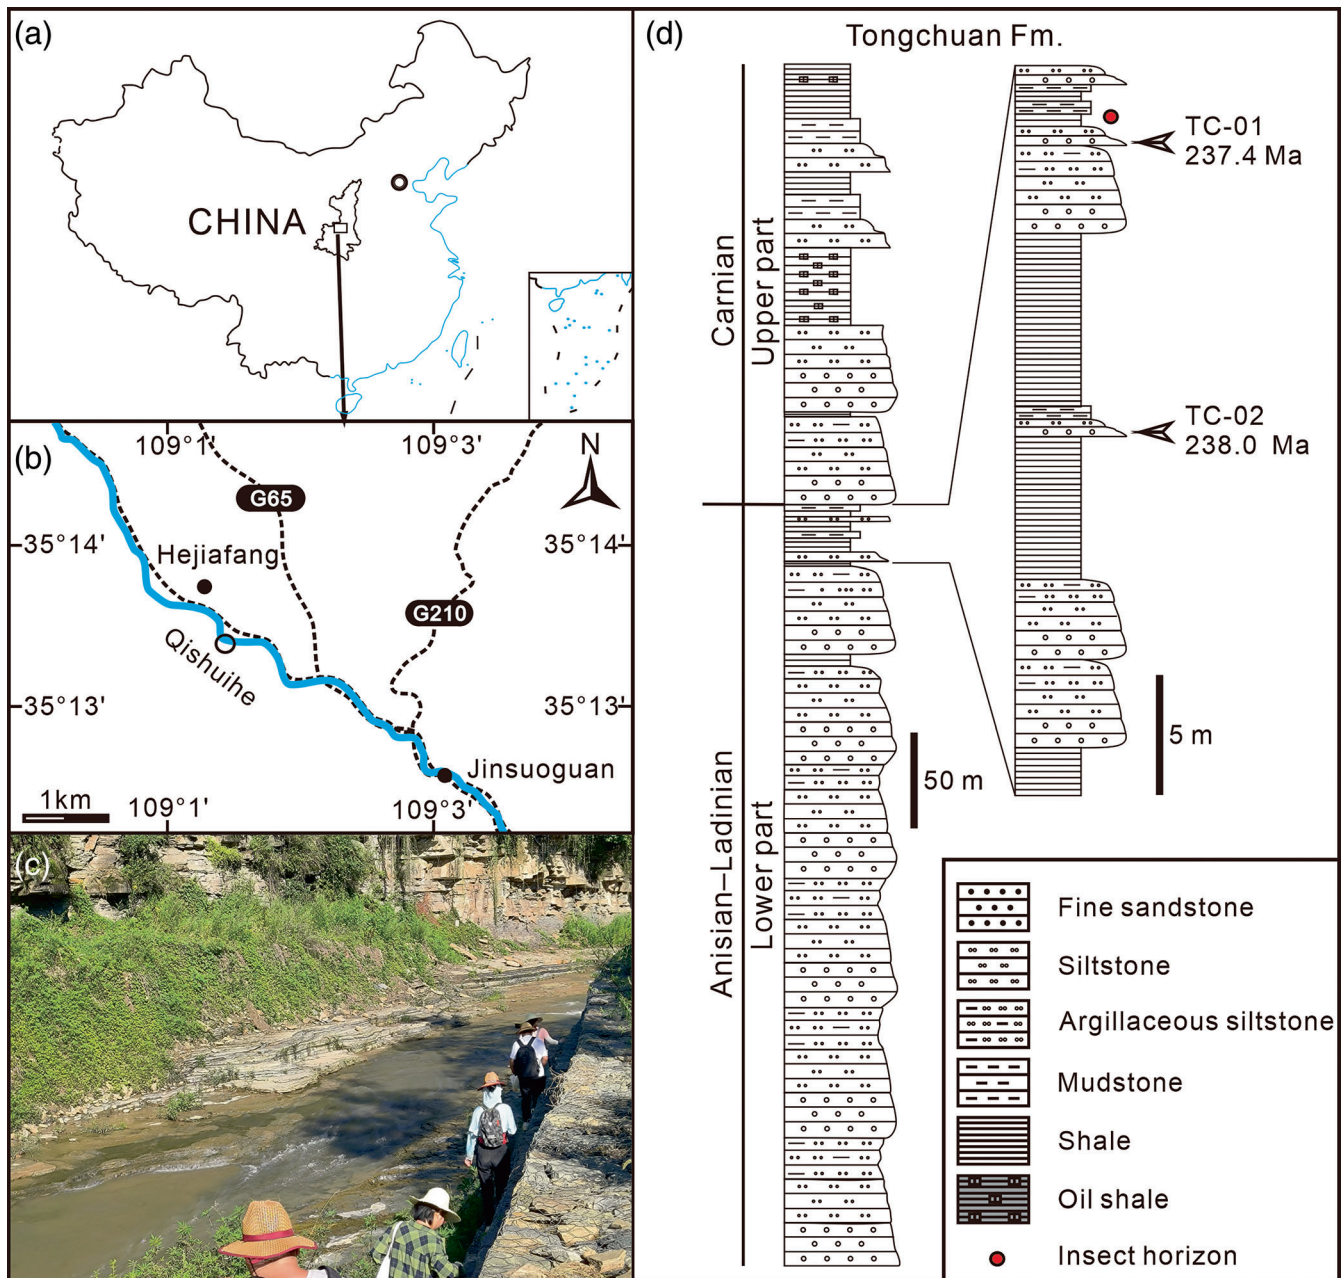 (a)
CHINA
(b)
109°1'
109°3'
N
G65
35°14'
35°14'
Hejiafang
G210
Qishuihe
35°13'
35°13'
Jinsuoguan
1km
109°1'
109°3'
(c)
(d)
Tongchuan Fm.
Carnian
Upper part
Anisian–Ladinian
Lower part
TC-01
237.4 Ma
TC-02
238.0 Ma
50 m
5 m
Fine sandstone
Siltstone
Argillaceous siltstone
Mudstone
Shale
Oil shale
Insect horizon